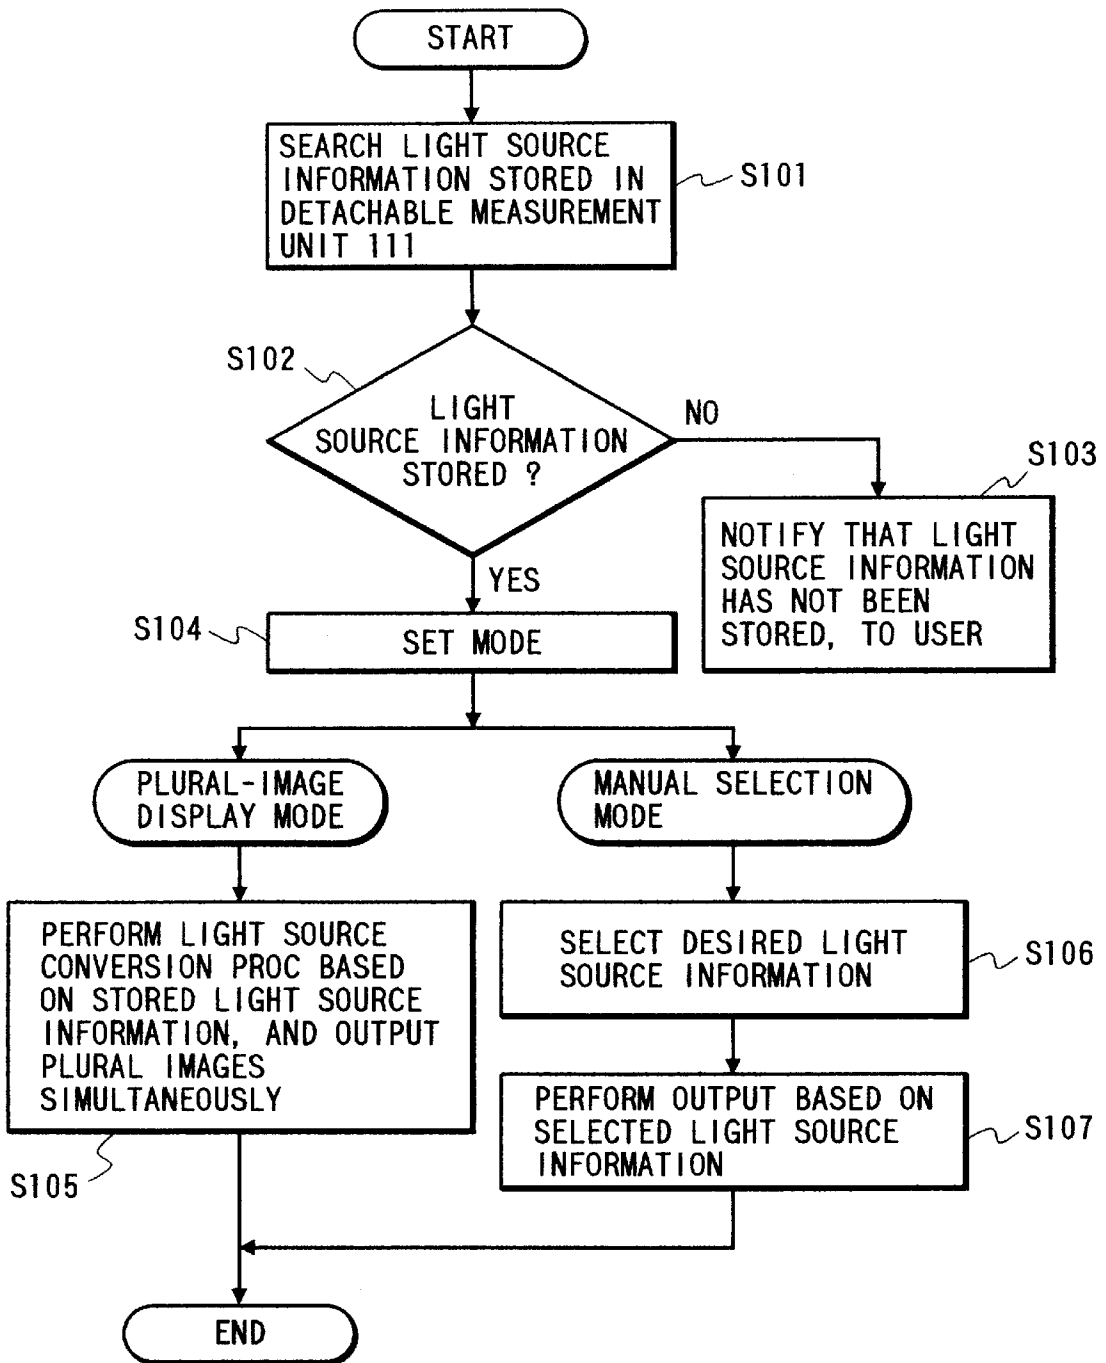 START
SEARCH LIGHT SOURCE
INFORMATION STORED IN
DETACHABLE MEASUREMENT
UNIT 111
S101
S102
LIGHT
SOURCE INFORMATION
STORED ?
NO
S103
NOTIFY THAT LIGHT
SOURCE INFORMATION
HAS NOT BEEN
STORED, TO USER
YES
S104
SET MODE
PLURAL-IMAGE
DISPLAY MODE
MANUAL SELECTION
MODE
PERFORM LIGHT SOURCE
CONVERSION PROC BASED
ON STORED LIGHT SOURCE
INFORMATION, AND OUTPUT
PLURAL IMAGES
SIMULTANEOUSLY
S105
SELECT DESIRED LIGHT
SOURCE INFORMATION
S106
PERFORM OUTPUT BASED ON
SELECTED LIGHT SOURCE
INFORMATION
S107
END